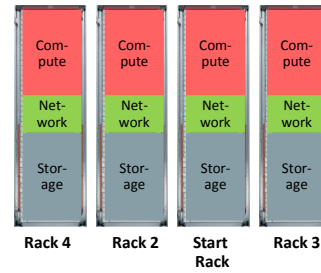 Com-
pute
Net-
work
Stor-
age
Com-
pute
Net-
work
Stor-
age
Com-
pute
Net-
work
Stor-
age
Com-
pute
Net-
work
Stor-
age
Rack 4
Rack 2
Start
Rack
Rack 3